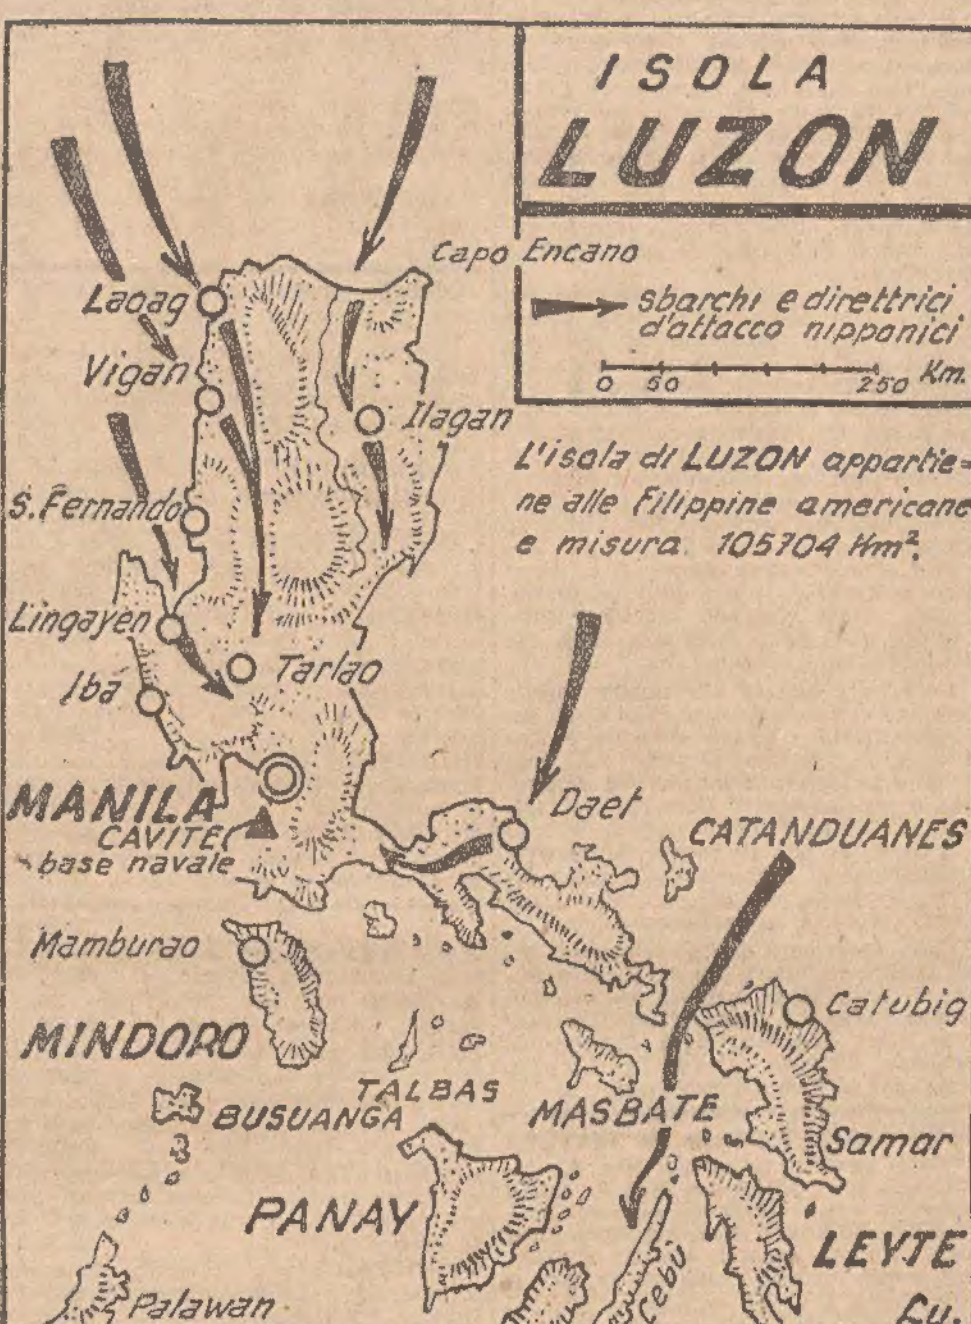 ISOLA
LUZON
Capo Encano
sbarchi e direttrici
d'attacco nipponici
0 50 250 Km.
Laoag
Vigan
Ilagan
L'isola di LUZON appartie=
ne alle Filippine americane
e misura 105704 Km².
S. Fernando
Lingayen
Tarlao
Iba
MANILA
CAVITE
base navale
Daet
CATANDUANES
Mamburao
Catubig
MINDORO
TALBAS
BUSUANGA
MASBATE
Samar
PANAY
LEYTE
Cebù
Palawan